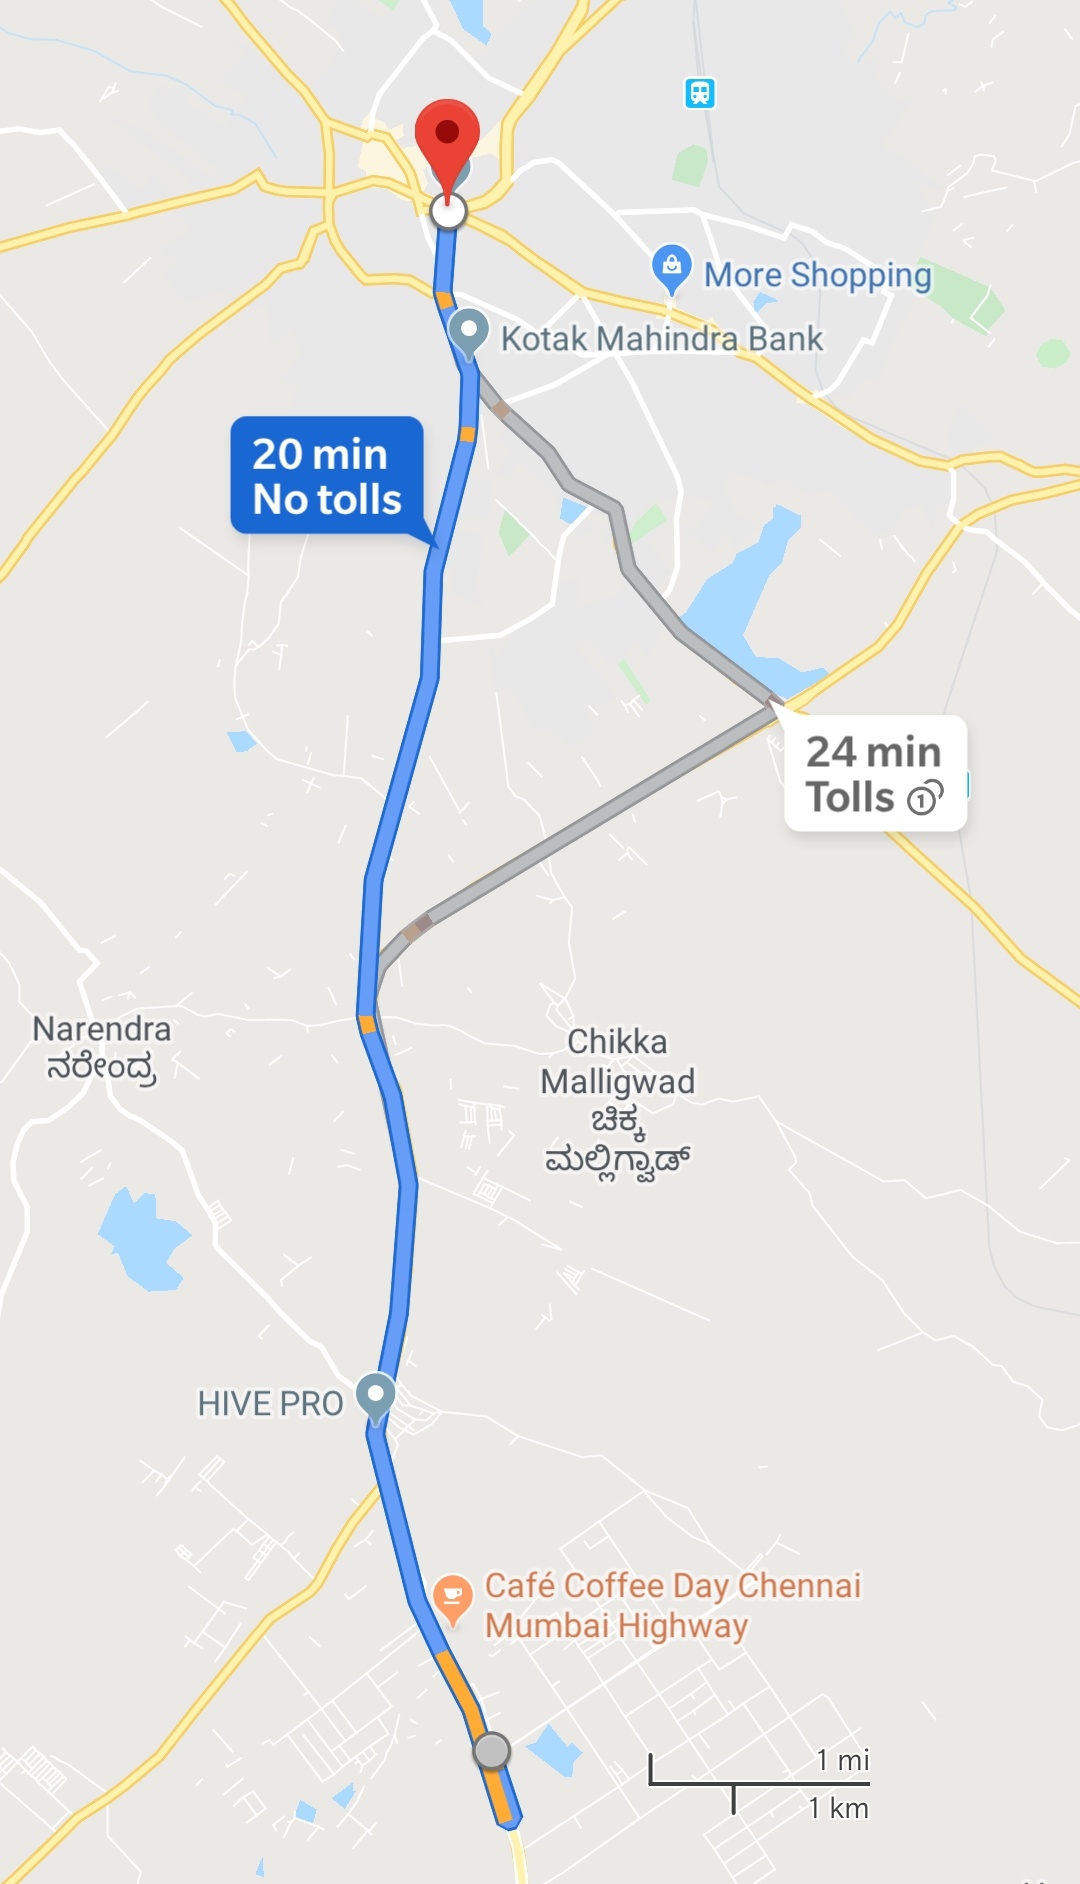 More Shopping
Kotak Mahindra Bank
20 min
No tolls
24 min
Tolls
Narendra
ನರೇಂದ್ರ
Chikka
Malligwad
ಚಿಕ್ಕ
ಮಲ್ಲಿಗ್ವಾಡ್
HIVE PRO
Café Coffee Day Chennai
Mumbai Highway
1 mi
1 km